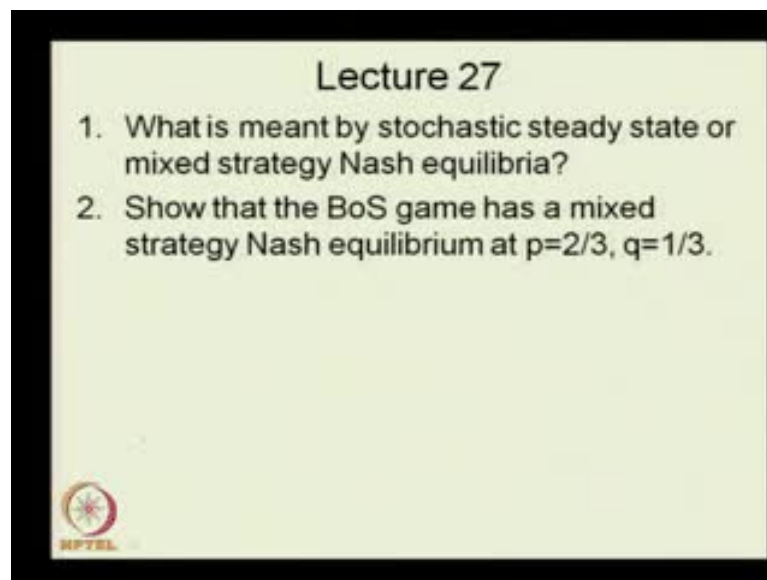 Lecture 27
1. What is meant by stochastic steady state or
mixed strategy Nash equilibria?
2. Show that the BoS game has a mixed
strategy Nash equilibrium at p=2/3, q=1/3.
NPTEL